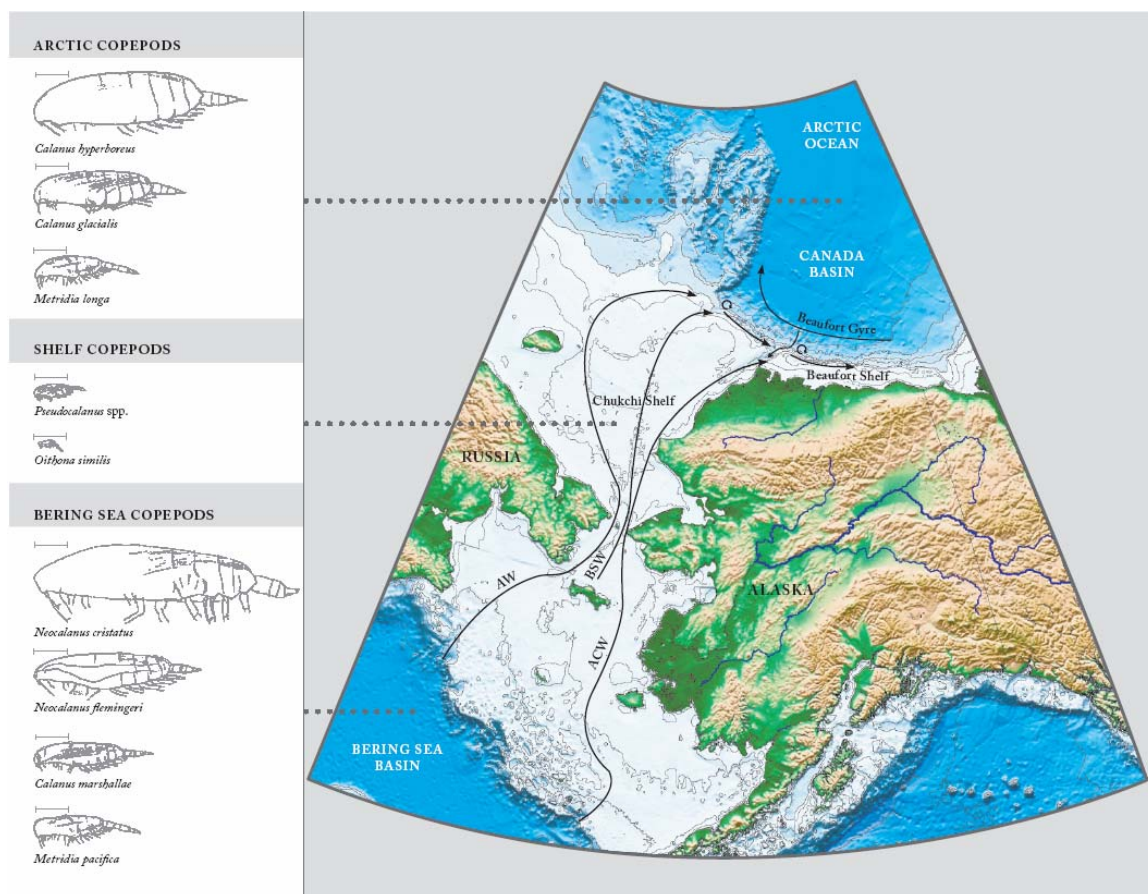 ARCTIC COPEPODS
Calanus hyperboreus
Calanus glacialis
Metridia longa
SHELF COPEPODS
Pseudocalanus spp.
Oithona similis
BERING SEA COPEPODS
Neocalanus cristatus
Neocalanus flemingeri
Calanus marshallae
Metridia pacifica
ARCTIC
OCEAN
CANADA
BASIN
Beaufort Gyre
Beaufort Shelf
Chukchi Shelf
RUSSIA
AW
BSW
ALASKA
ACW
BERING SEA
BASIN